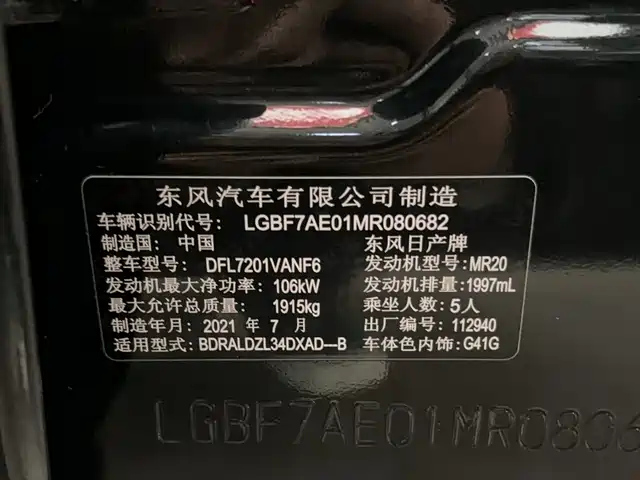 东风汽车有限公司制造
车辆识别代号: LGBF7AE01MR080682
制造国: 中国 东风日产牌
整车型号: DFL7201VANF6 发动机型号: MR20
发动机最大净功率: 106kW 发动机排量: 1997mL
最大允许总质量: 1915kg 乘坐人数: 5人
制造年月: 2021 年 7 月 出厂编号: 112940
适用型式: BDRALDZL34DXAD---B 车体色内饰: G41G
LGBF7AE01MR0806